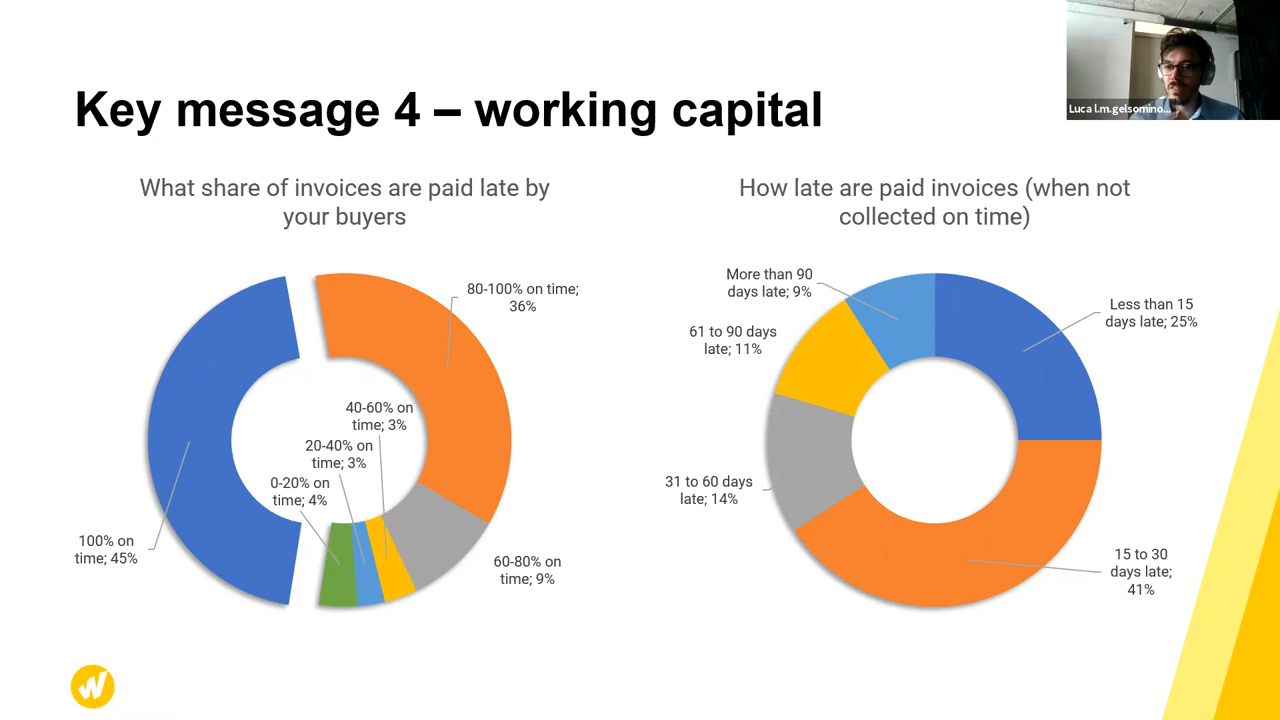 Luca l.m.gelsomino...
Key message 4 – working capital
What share of invoices are paid late by
your buyers
80-100% on time;
36%
40-60% on
time; 3%
20-40% on
time; 3%
0-20% on
time; 4%
100% on
time; 45%
60-80% on
time; 9%
How late are paid invoices (when not
collected on time)
More than 90
days late; 9%
Less than 15
days late; 25%
61 to 90 days
late; 11%
31 to 60 days
late; 14%
15 to 30
days late;
41%